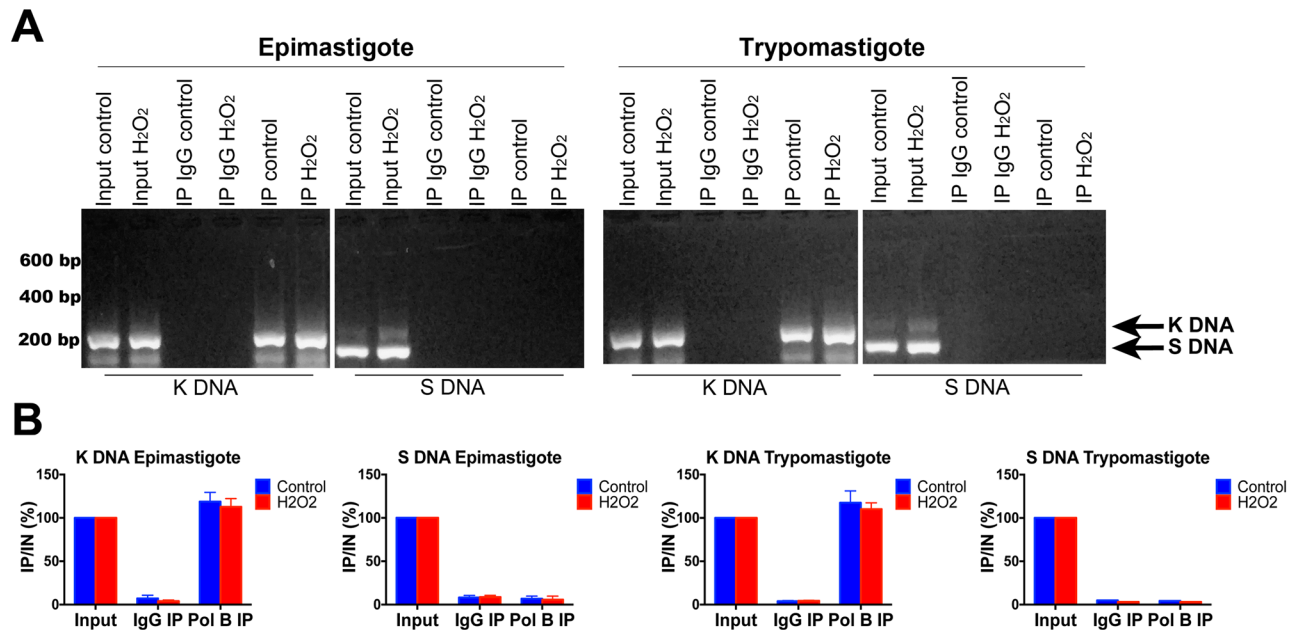 A
Epimastigote
Trypomastigote
Input control
Input H₂O₂
IP IgG control
IP IgG H₂O₂
IP control
IP H₂O₂
Input control
Input H₂O₂
IP IgG control
IP IgG H₂O₂
IP control
IP H₂O₂
Input control
Input H₂O₂
IP IgG control
IP IgG H₂O₂
IP control
IP H₂O₂
Input control
Input H₂O₂
IP IgG control
IP IgG H₂O₂
IP control
IP H₂O₂
600 bp
400 bp
200 bp
K DNA
S DNA
K DNA
S DNA
K DNA
S DNA
B
K DNA Epimastigote
150
100
50
0
IP/IN (%)
Input IgG IP Pol B IP
Control
H2O2
S DNA Epimastigote
150
100
50
0
IP/IN (%)
Input IgG IP Pol B IP
Control
H2O2
K DNA Trypomastigote
150
100
50
0
IP/IN (%)
Input IgG IP Pol B IP
Control
H2O2
S DNA Trypomastigote
150
100
50
0
IP/IN (%)
Input IgG IP Pol B IP
Control
H2O2